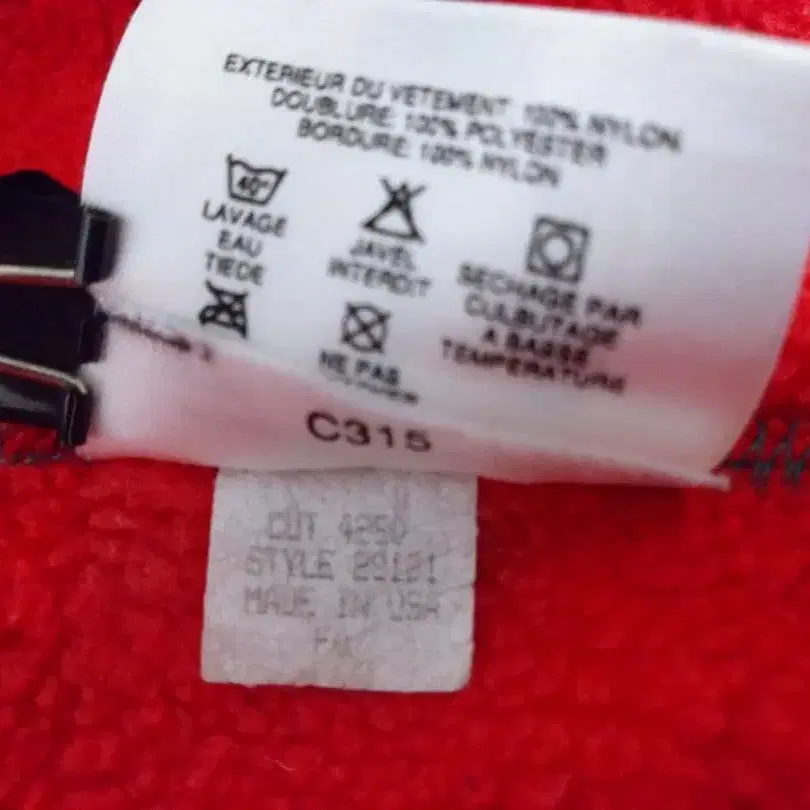 EXTERIEUR DU VETEMENT: 100% NYLON
DOUBLURE: 100% POLYESTER
BORDURE: 100% NYLON
40°
LAVAGE
EAU
TIEDE
JAVEL
INTERDIT
SECHAGE PAR
CULBUTAGE
A BASSE
TEMPERATURE
NE PAS
C315
CUT 4250
STYLE 29121
MADE IN USA